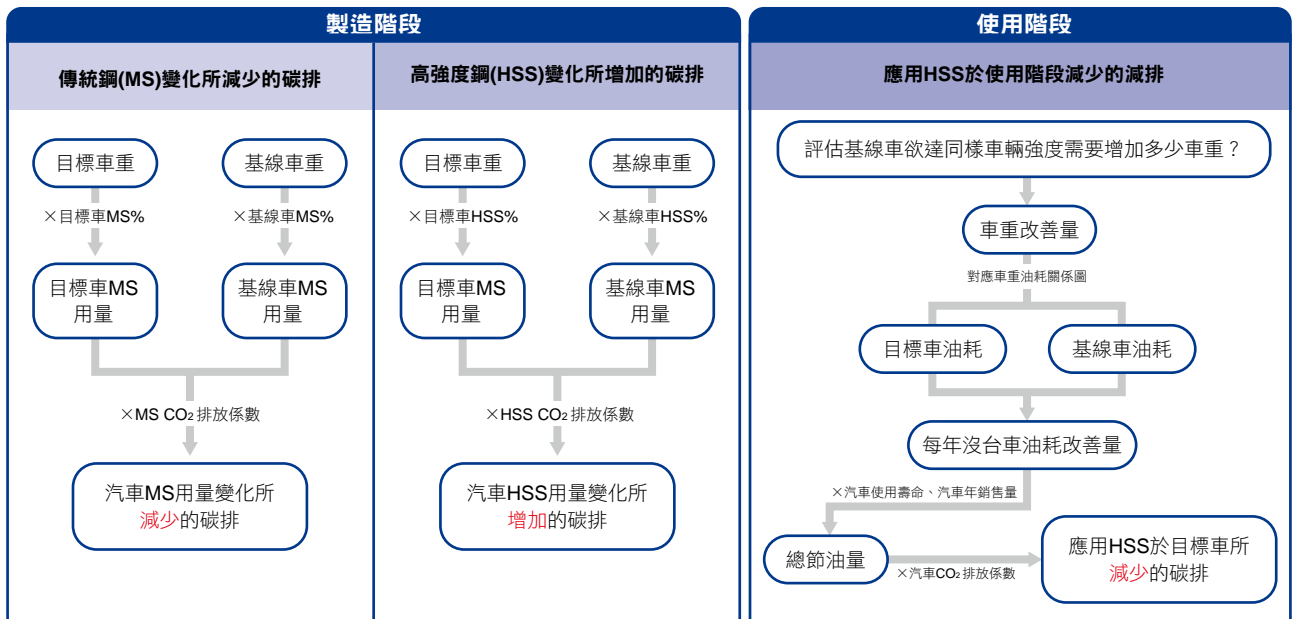 製造階段
傳統鋼(MS)變化所減少的碳排
目標車重
基線車重
×目標車MS%
×基線車MS%
目標車MS
用量
基線車MS
用量
×MS CO₂ 排放係數
汽車MS用量變化所
減少的碳排
高強度鋼(HSS)變化所增加的碳排
目標車重
基線車重
×目標車HSS%
×基線車HSS%
目標車MS
用量
基線車MS
用量
×HSS CO₂ 排放係數
汽車HSS用量變化所
增加的碳排
使用階段
應用HSS於使用階段減少的減排
評估基線車欲達同樣車輛強度需要增加多少車重？
車重改善量
對應車重油耗關係圖
目標車油耗
基線車油耗
每年沒台車油耗改善量
×汽車使用壽命、汽車年銷售量
總節油量
×汽車CO₂ 排放係數
應用HSS於目標車所
減少的碳排